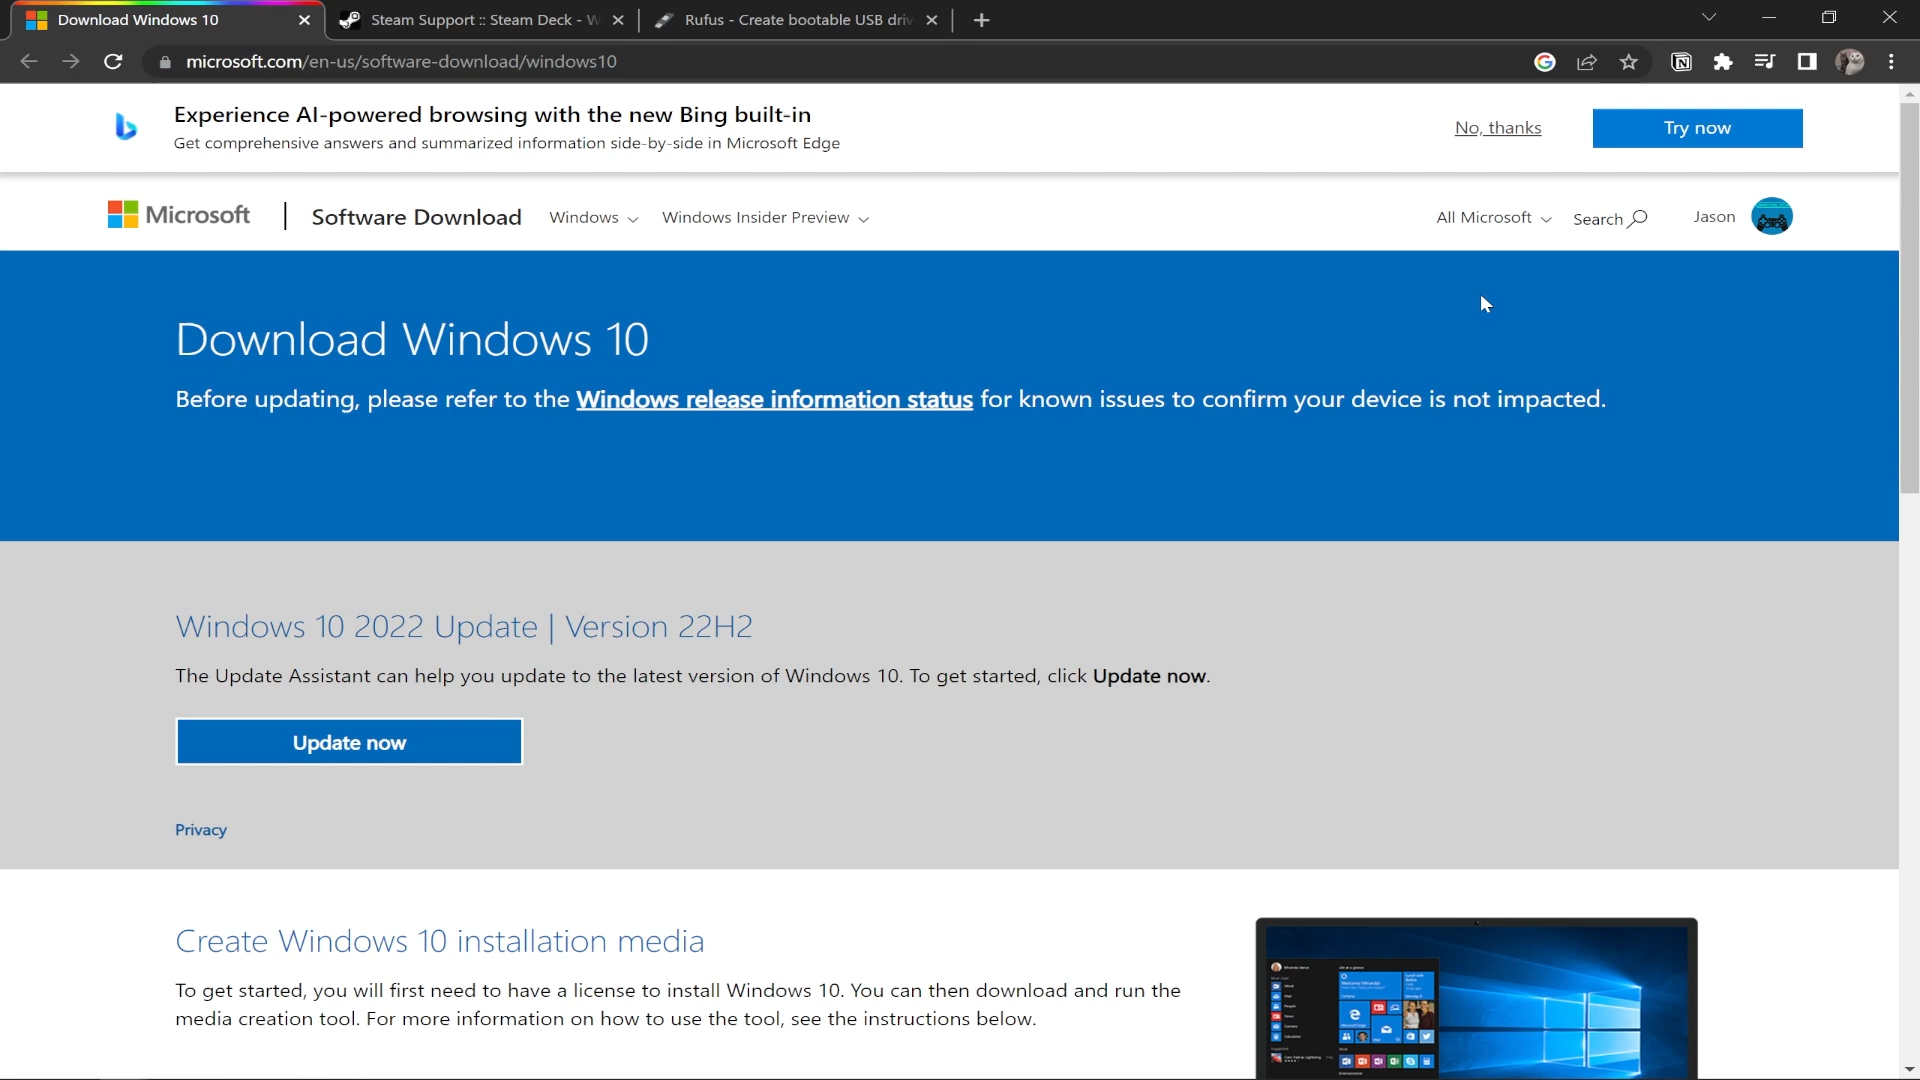 Download Windows 10
Steam Support :: Steam Deck - W
Rufus - Create bootable USB driv
microsoft.com/en-us/software-download/windows10
Experience AI-powered browsing with the new Bing built-in
Get comprehensive answers and summarized information side-by-side in Microsoft Edge
No, thanks
Try now
Microsoft
Software Download
Windows
Windows Insider Preview
All Microsoft
Search
Jason
Download Windows 10
Before updating, please refer to the Windows release information status for known issues to confirm your device is not impacted.
Windows 10 2022 Update | Version 22H2
The Update Assistant can help you update to the latest version of Windows 10. To get started, click Update now.
Update now
Privacy
Create Windows 10 installation media
To get started, you will first need to have a license to install Windows 10. You can then download and run the
media creation tool. For more information on how to use the tool, see the instructions below.